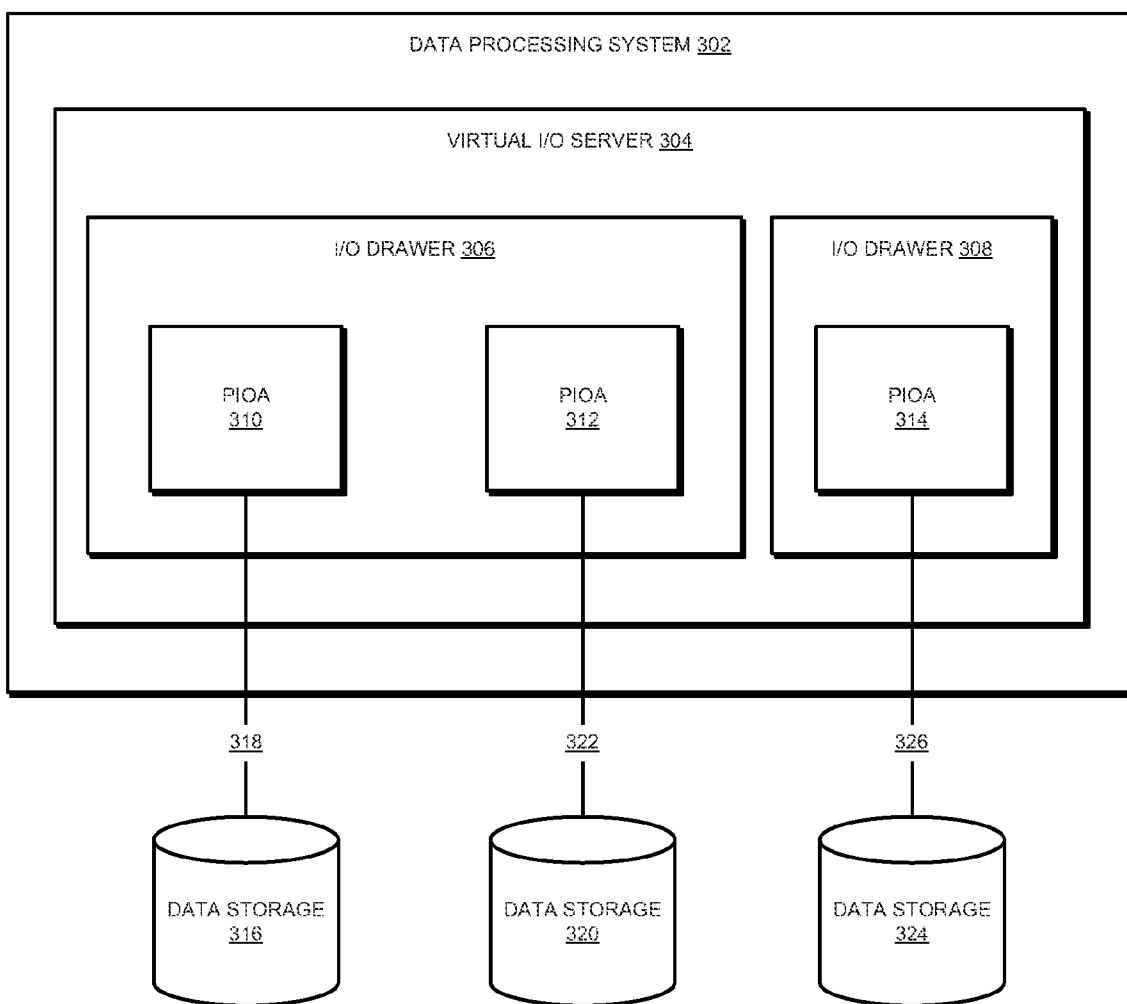 DATA PROCESSING SYSTEM 302
VIRTUAL I/O SERVER 304
I/O DRAWER 306
I/O DRAWER 308
PIOA
310
PIOA
312
PIOA
314
318
322
326
DATA STORAGE
316
DATA STORAGE
320
DATA STORAGE
324